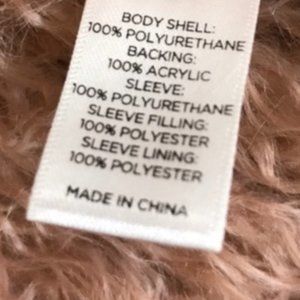 BODY SHELL:
100% POLYURETHANE
BACKING:
100% ACRYLIC
SLEEVE:
100% POLYURETHANE
SLEEVE FILLING:
100% POLYESTER
SLEEVE LINING:
100% POLYESTER
MADE IN CHINA